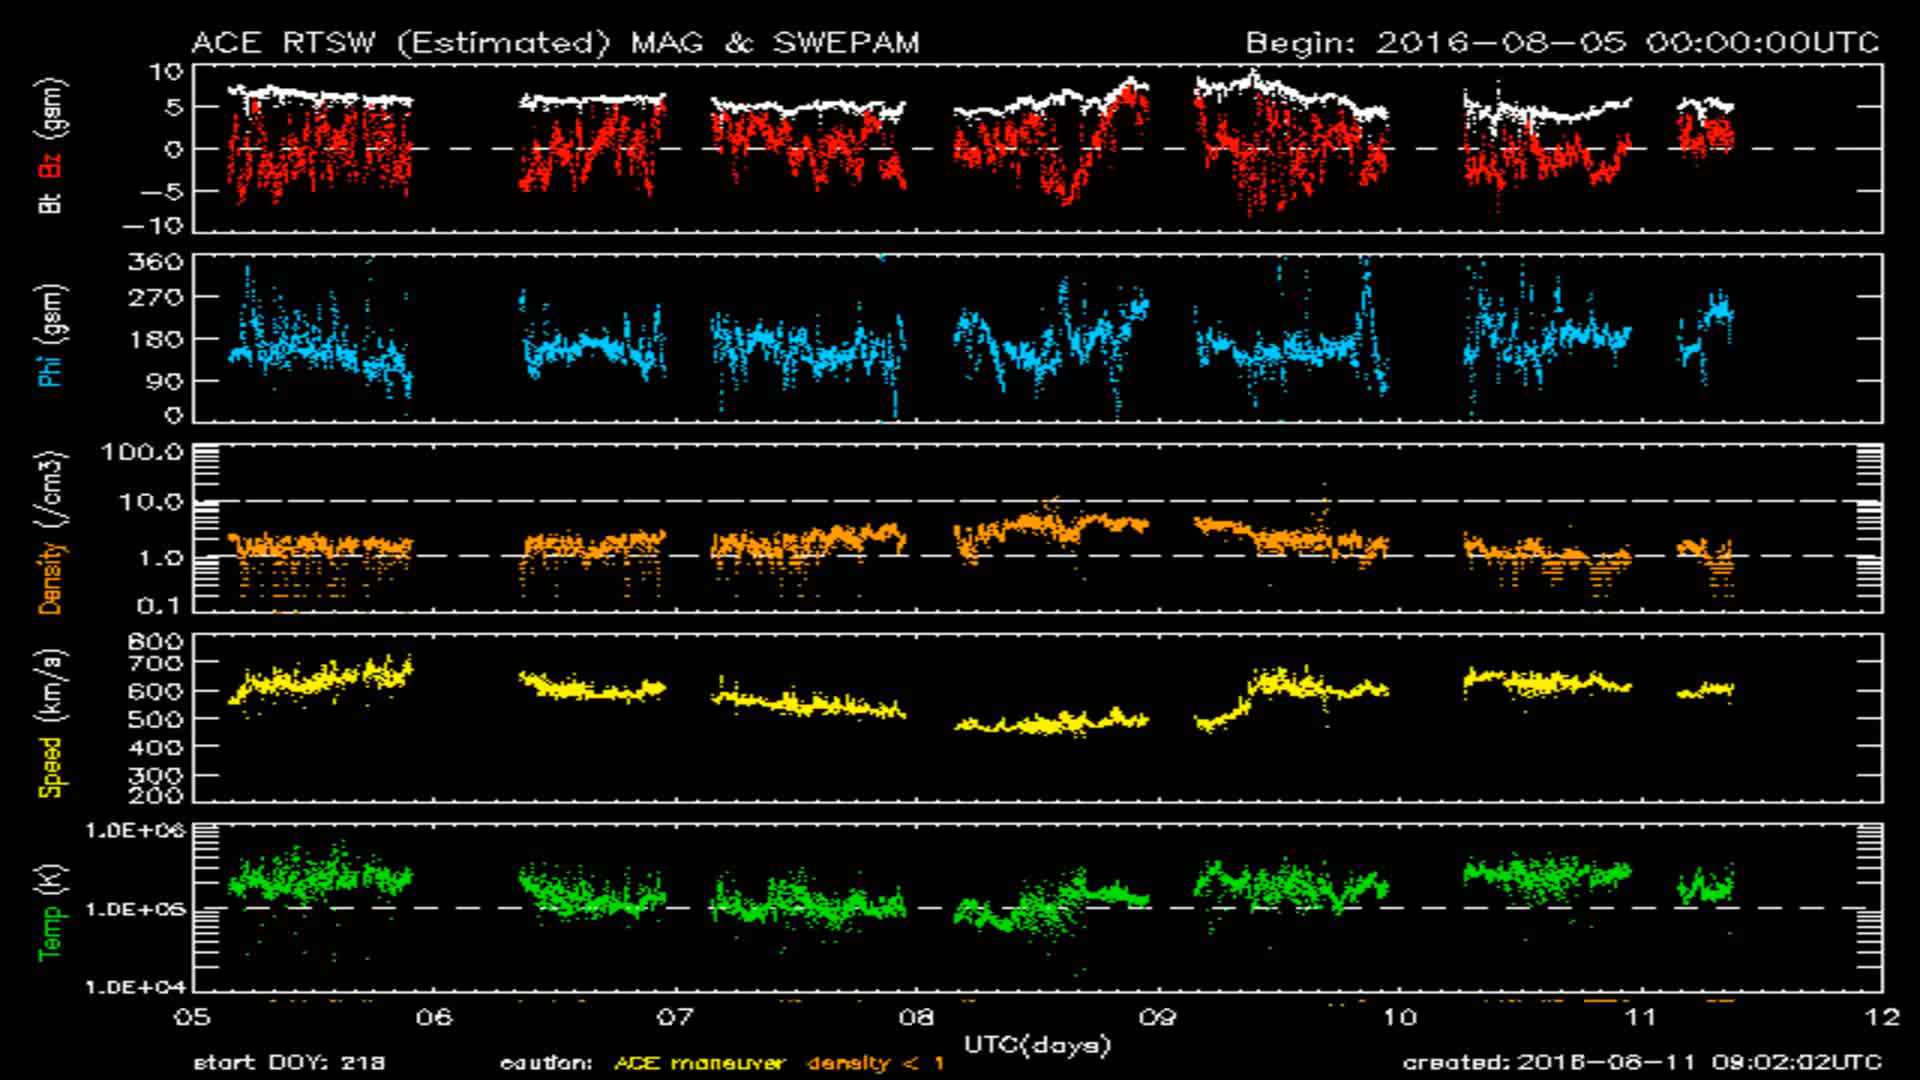 ACE RTSW (Estimated) MAG & SWEPAM Begin: 2016-08-05 00:00:00UTC
Bt Bz (gsm)
10
5
0
-5
-10
Phi (gsm)
360
270
180
90
0
Density (/cm3)
100.0
10.0
1.0
0.1
Speed (km/s)
800
700
600
500
400
300
200
Temp (K)
1.0E+06
1.0E+05
1.0E+04
05 06 07 08 09 10 11 12
UTC(days)
start DOY: 218 caution: ACE maneuver density < 1 created: 2016-08-11 09:02:02UTC